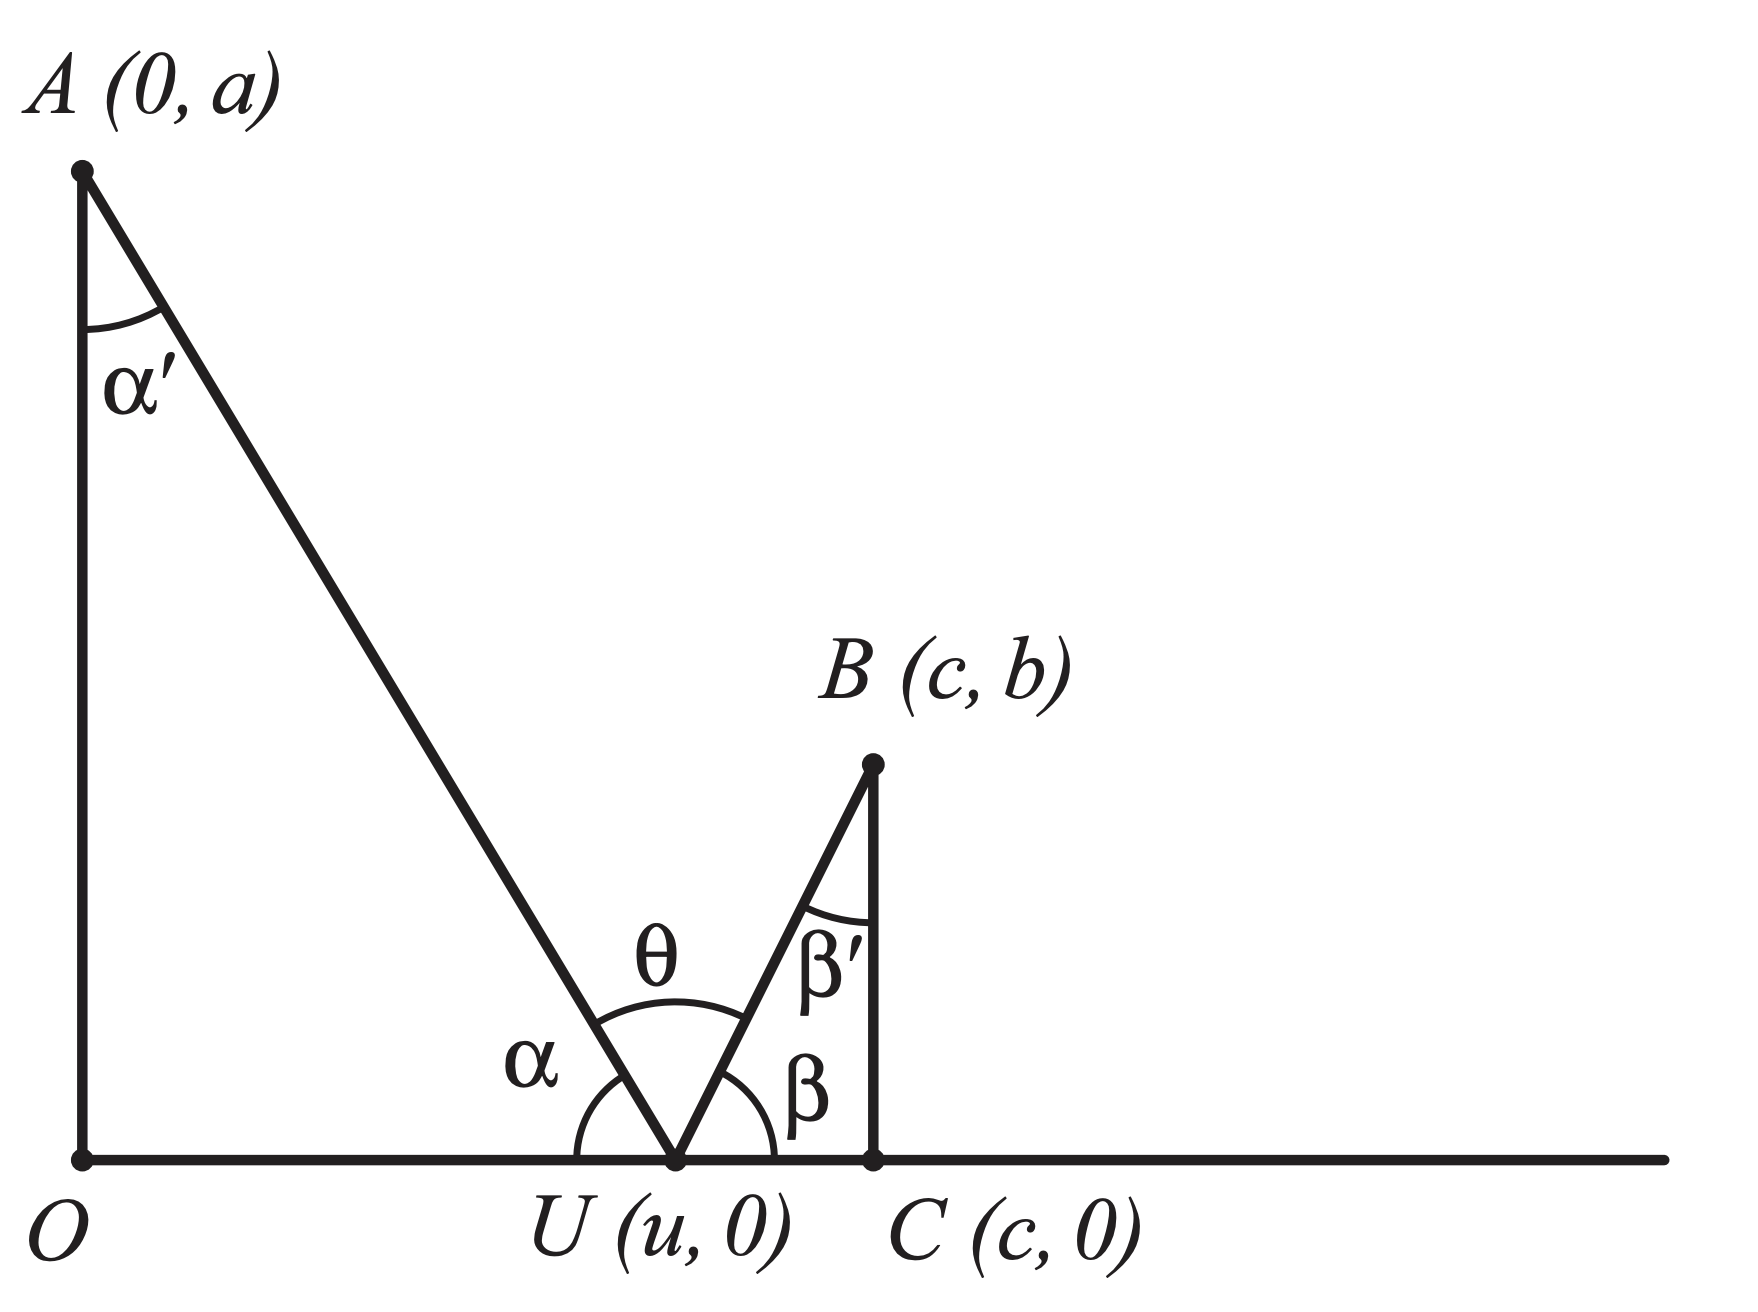 A (0, a)
α′
B (c, b)
θ
β′
α
β
O
U (u, 0)
C (c, 0)